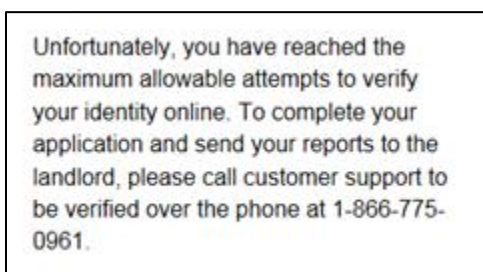 Unfortunately, you have reached the
maximum allowable attempts to verify
your identity online. To complete your
application and send your reports to the
landlord, please call customer support to
be verified over the phone at 1-866-775-
0961.